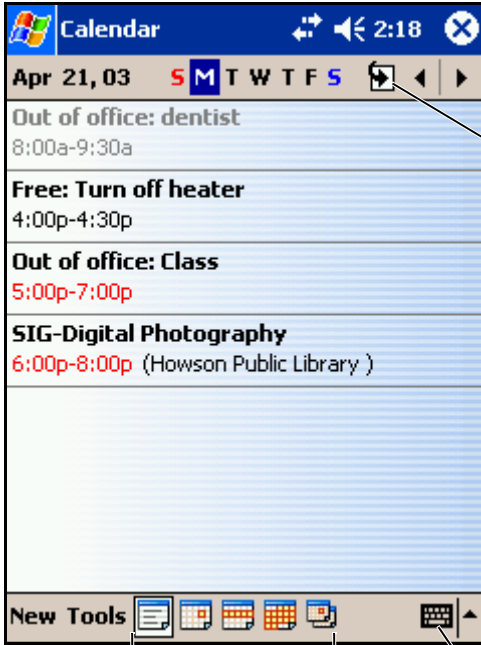 Calendar 2:18
Apr 21, 03 S M T W T F S
Out of office: dentist
8:00a-9:30a
Free: Turn off heater
4:00p-4:30p
Out of office: Class
5:00p-7:00p
SIG-Digital Photography
6:00p-8:00p (Howson Public Library )
New Tools